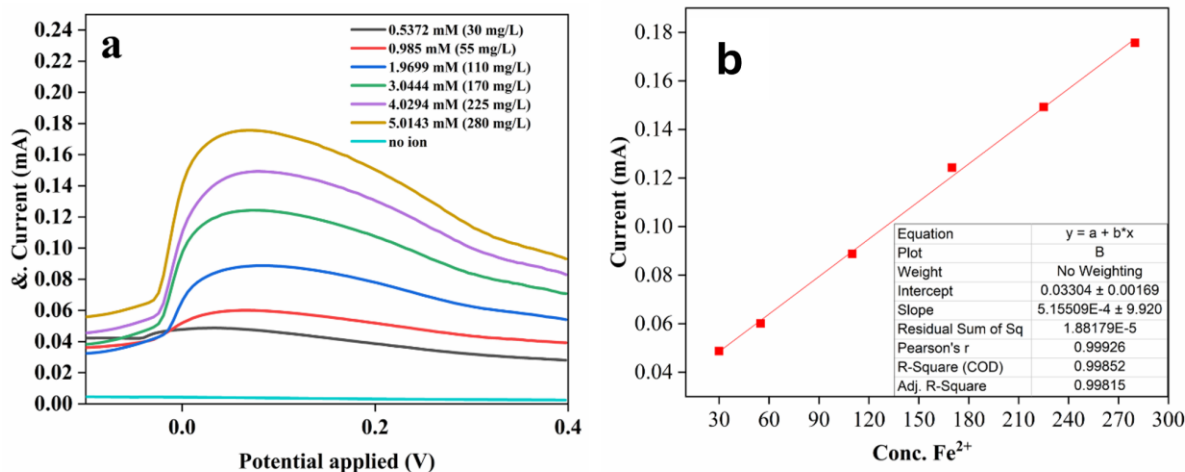 a
0.24
0.22
0.20
0.18
0.16
0.14
0.12
0.10
0.08
0.06
0.04
0.02
0.00
&. Current (mA)
0.5372 mM (30 mg/L)
0.985 mM (55 mg/L)
1.9699 mM (110 mg/L)
3.0444 mM (170 mg/L)
4.0294 mM (225 mg/L)
5.0143 mM (280 mg/L)
no ion
0.0 0.2 0.4
Potential applied (V)
b
0.18
0.16
0.14
0.12
0.10
0.08
0.06
0.04
Current (mA)
Equation y = a + b*x
Plot B
Weight No Weighting
Intercept 0.03304 ± 0.00169
Slope 5.15509E-4 ± 9.920
Residual Sum of Sq 1.88179E-5
Pearson's r 0.99926
R-Square (COD) 0.99852
Adj. R-Square 0.99815
30 60 90 120 150 180 210 240 270 300
Conc. Fe²⁺